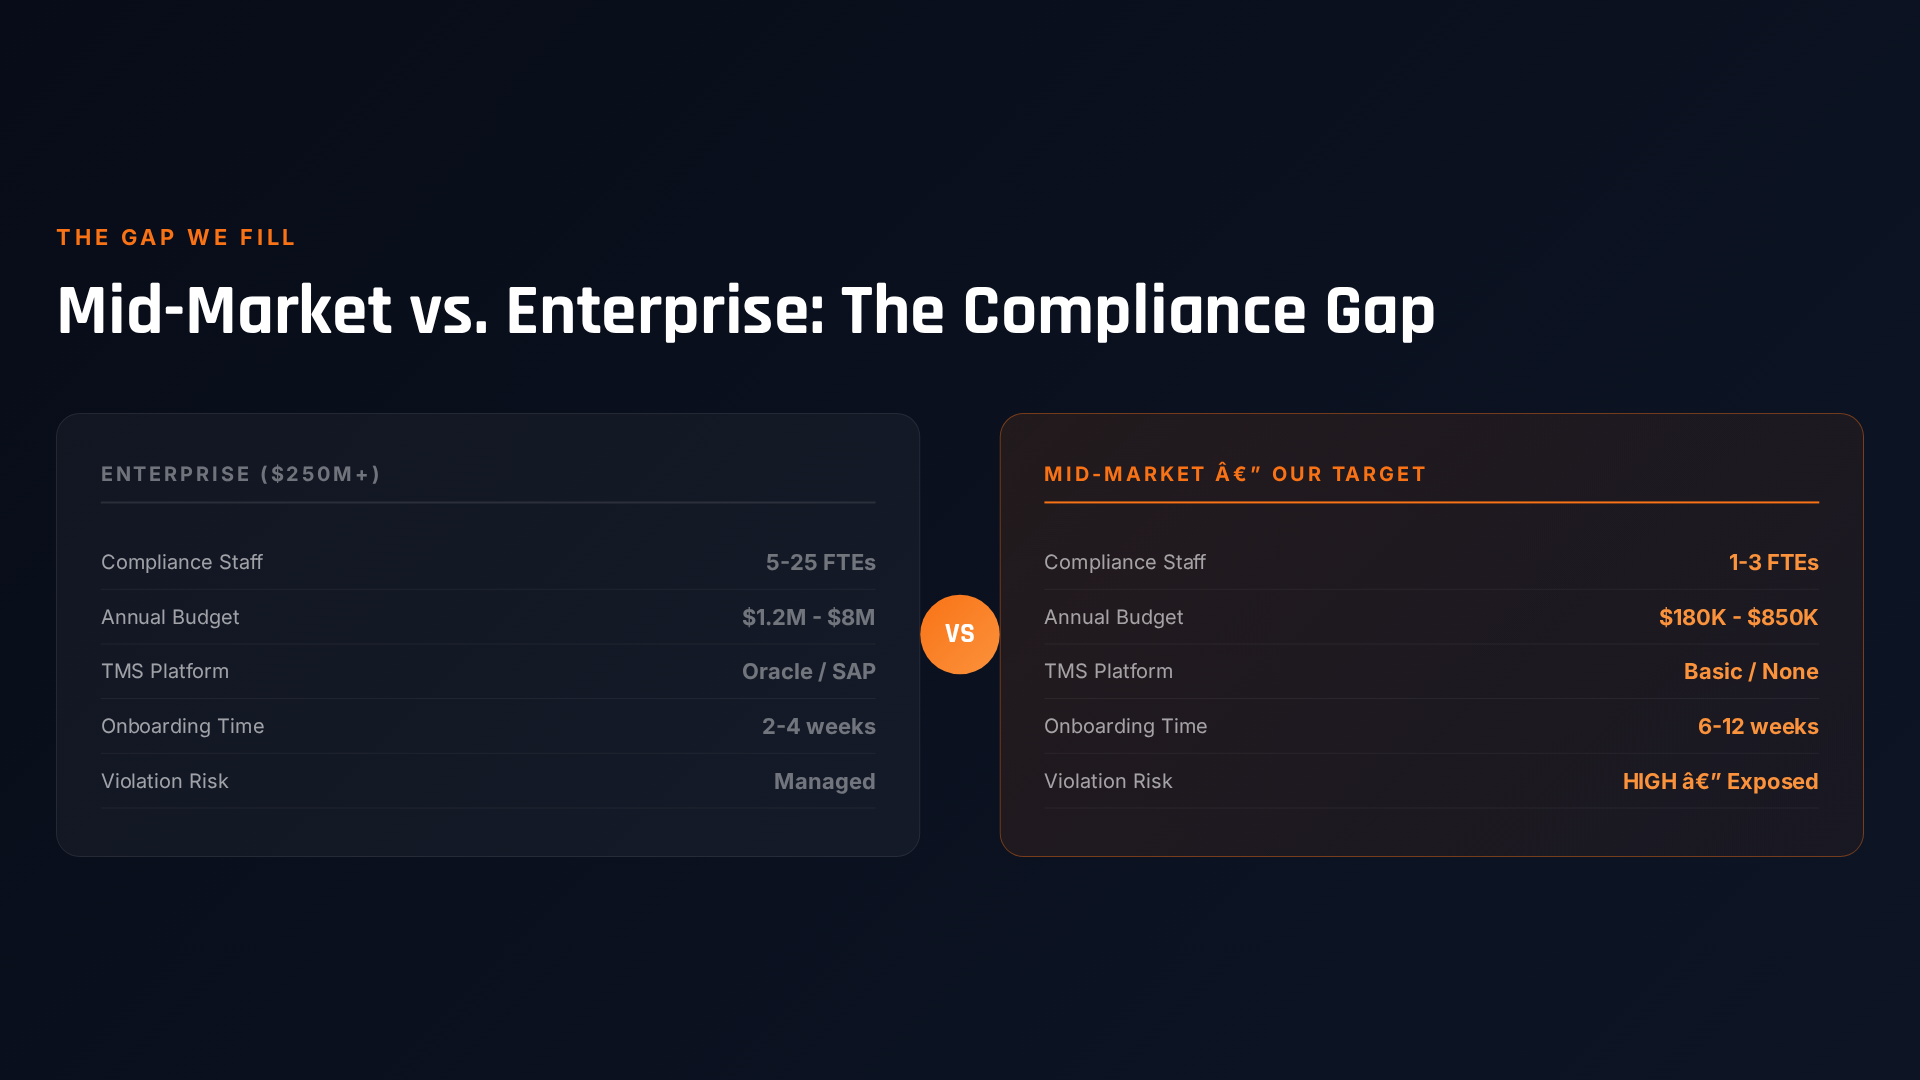 THE GAP WE FILL
Mid-Market vs. Enterprise: The Compliance Gap
ENTERPRISE ($250M+)
Compliance Staff 5-25 FTEs
Annual Budget $1.2M - $8M
TMS Platform Oracle / SAP
Onboarding Time 2-4 weeks
Violation Risk Managed
VS
MID-MARKET Â€” OUR TARGET
Compliance Staff 1-3 FTEs
Annual Budget $180K - $850K
TMS Platform Basic / None
Onboarding Time 6-12 weeks
Violation Risk HIGH â€” Exposed